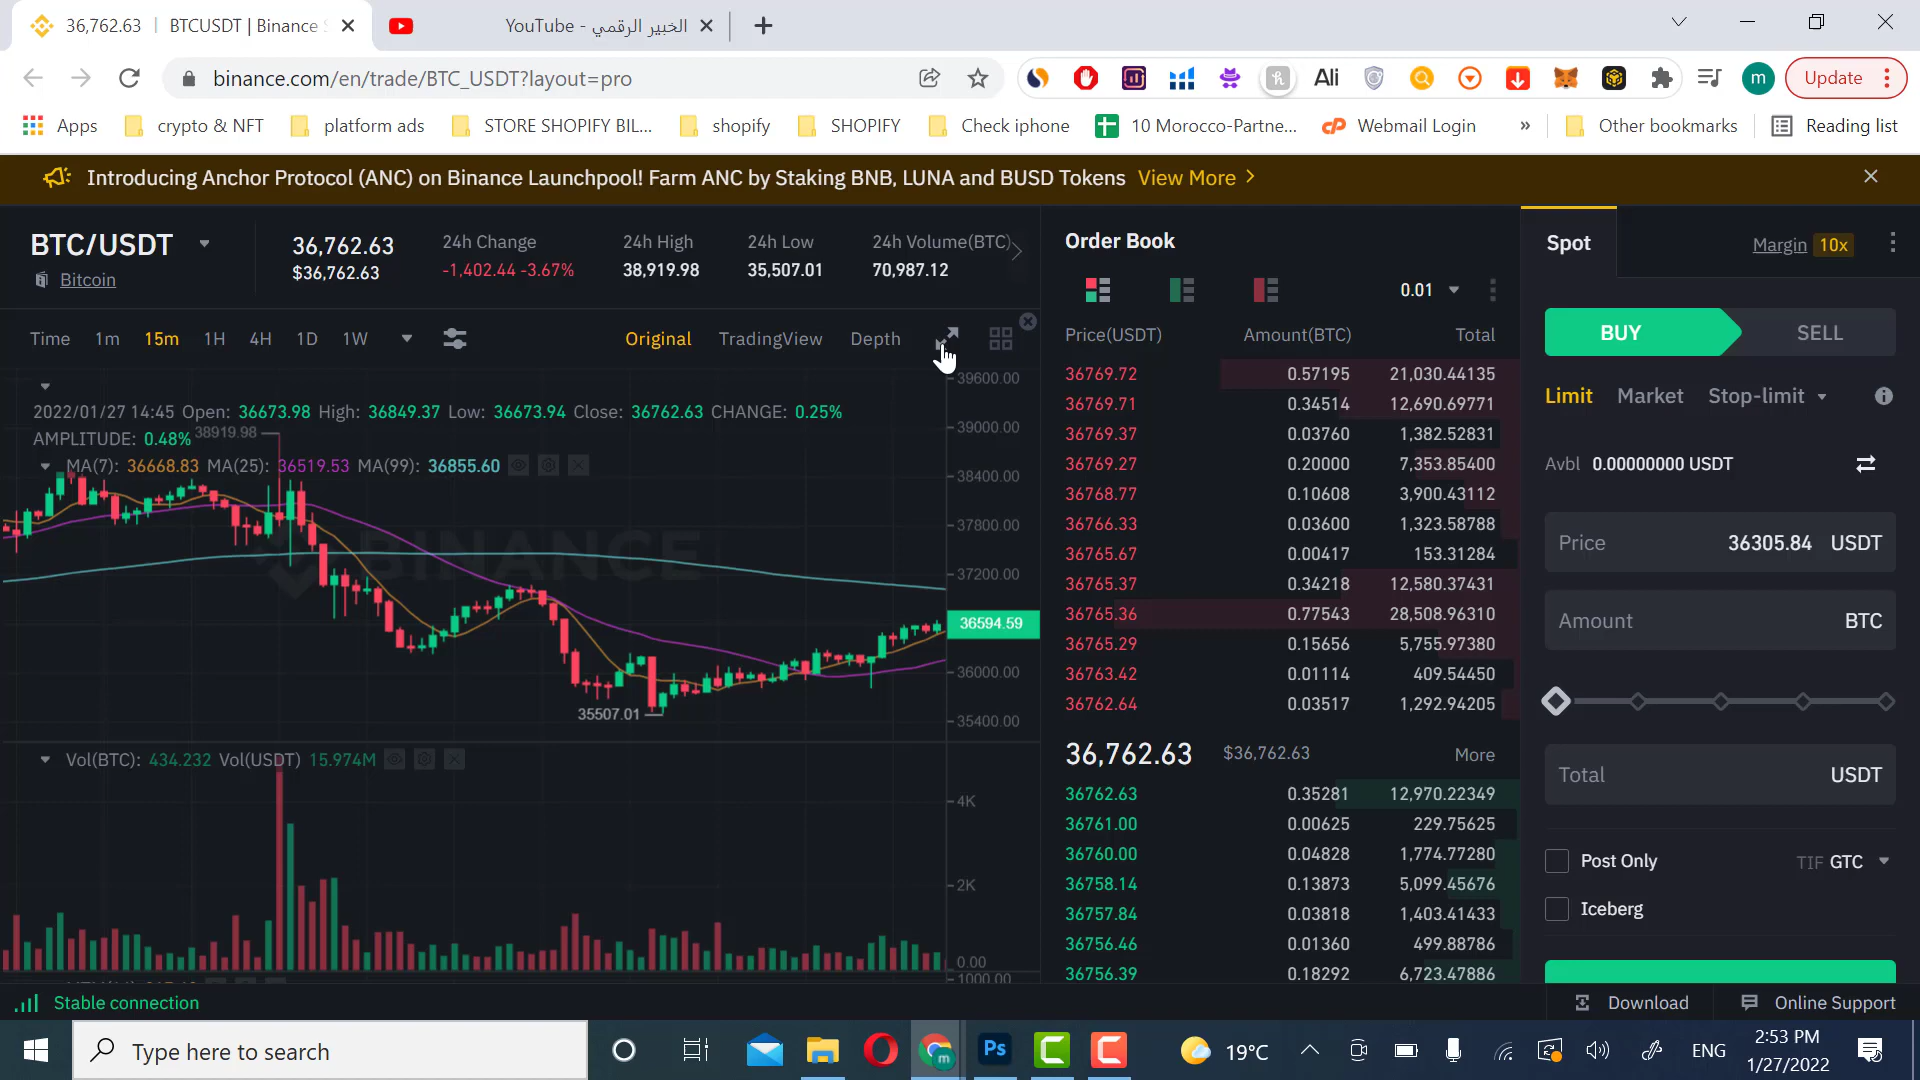 36,762.63 | BTCUSDT | Binance S
YouTube - الخبير الرقمي
binance.com/en/trade/BTC_USDT?layout=pro
Ali
m
Update
Apps
crypto & NFT
platform ads
STORE SHOPIFY BIL...
shopify
SHOPIFY
Check iphone
10 Morocco-Partne...
Webmail Login
»
Other bookmarks
Reading list
Introducing Anchor Protocol (ANC) on Binance Launchpool! Farm ANC by Staking BNB, LUNA and BUSD Tokens View More
BTC/USDT
Bitcoin
36,762.63
$36,762.63
24h Change
-1,402.44 -3.67%
24h High
38,919.98
24h Low
35,507.01
24h Volume(BTC)
70,987.12
Time 1m 15m 1H 4H 1D 1W
Original TradingView Depth
2022/01/27 14:45 Open: 36673.98 High: 36849.37 Low: 36673.94 Close: 36762.63 CHANGE: 0.25%
AMPLITUDE: 0.48%
38919.98
MA(7): 36668.83 MA(25): 36519.53 MA(99): 36855.60
BINANCE
35507.01
39600.00
39000.00
38400.00
37800.00
37200.00
36594.59
36000.00
35400.00
Vol(BTC): 434.232 Vol(USDT) 15.974M
4K
2K
0.00
1000.00
Order Book
0.01
Price(USDT) Amount(BTC) Total
36769.72 0.57195 21,030.44135
36769.71 0.34514 12,690.69771
36769.37 0.03760 1,382.52831
36769.27 0.20000 7,353.85400
36768.77 0.10608 3,900.43112
36766.33 0.03600 1,323.58788
36765.67 0.00417 153.31284
36765.37 0.34218 12,580.37431
36765.36 0.77543 28,508.96310
36765.29 0.15656 5,755.97380
36763.42 0.01114 409.54450
36762.64 0.03517 1,292.94205
36,762.63 $36,762.63 More
36762.63 0.35281 12,970.22349
36761.00 0.00625 229.75625
36760.00 0.04828 1,774.77280
36758.14 0.13873 5,099.45676
36757.84 0.03818 1,403.41433
36756.46 0.01360 499.88786
36756.39 0.18292 6,723.47886
Spot
Margin 10x
BUY SELL
Limit Market Stop-limit
Avbl 0.00000000 USDT
Price 36305.84 USDT
Amount BTC
Total USDT
Post Only
TIF GTC
Iceberg
Stable connection
Download
Online Support
Type here to search
m
Ps
19°C
ENG
2:53 PM
1/27/2022